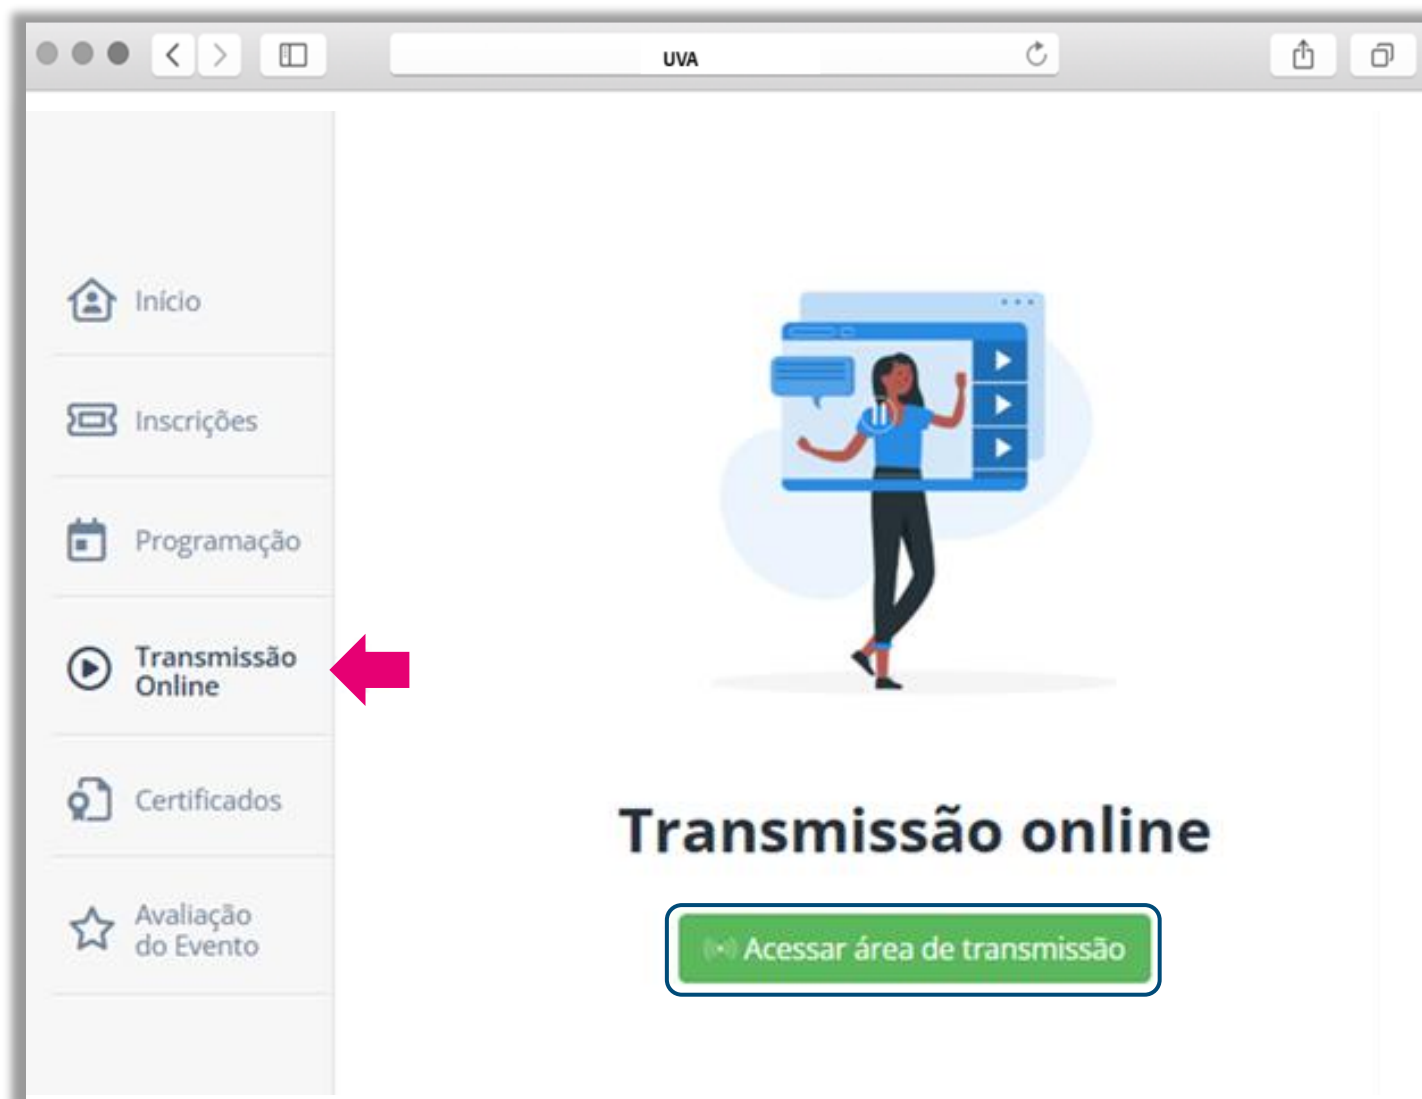 UVA
Início
Inscrições
Programação
Transmissão
Online
Certificados
Avaliação
do Evento
Transmissão online
Acessar área de transmissão